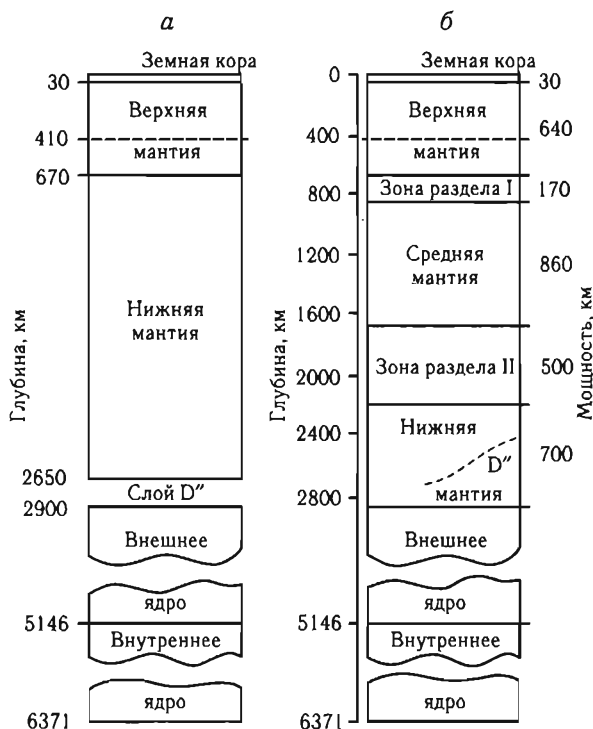 а
Земная кора
30
Верхняя
410
мантия
670
Нижняя
мантия
Глубина, км
2650
Слой D″
2900
Внешнее
ядро
5146
Внутреннее
ядро
6371
б
0
Земная кора
30
Верхняя
400
640
мантия
Зона раздела I
170
800
1200
Средняя
мантия
860
1600
Зона раздела II
500
2000
Глубина, км
Мощность, км
2400
Нижняя
D″
700
мантия
2800
Внешнее
ядро
5146
Внутреннее
ядро
6371